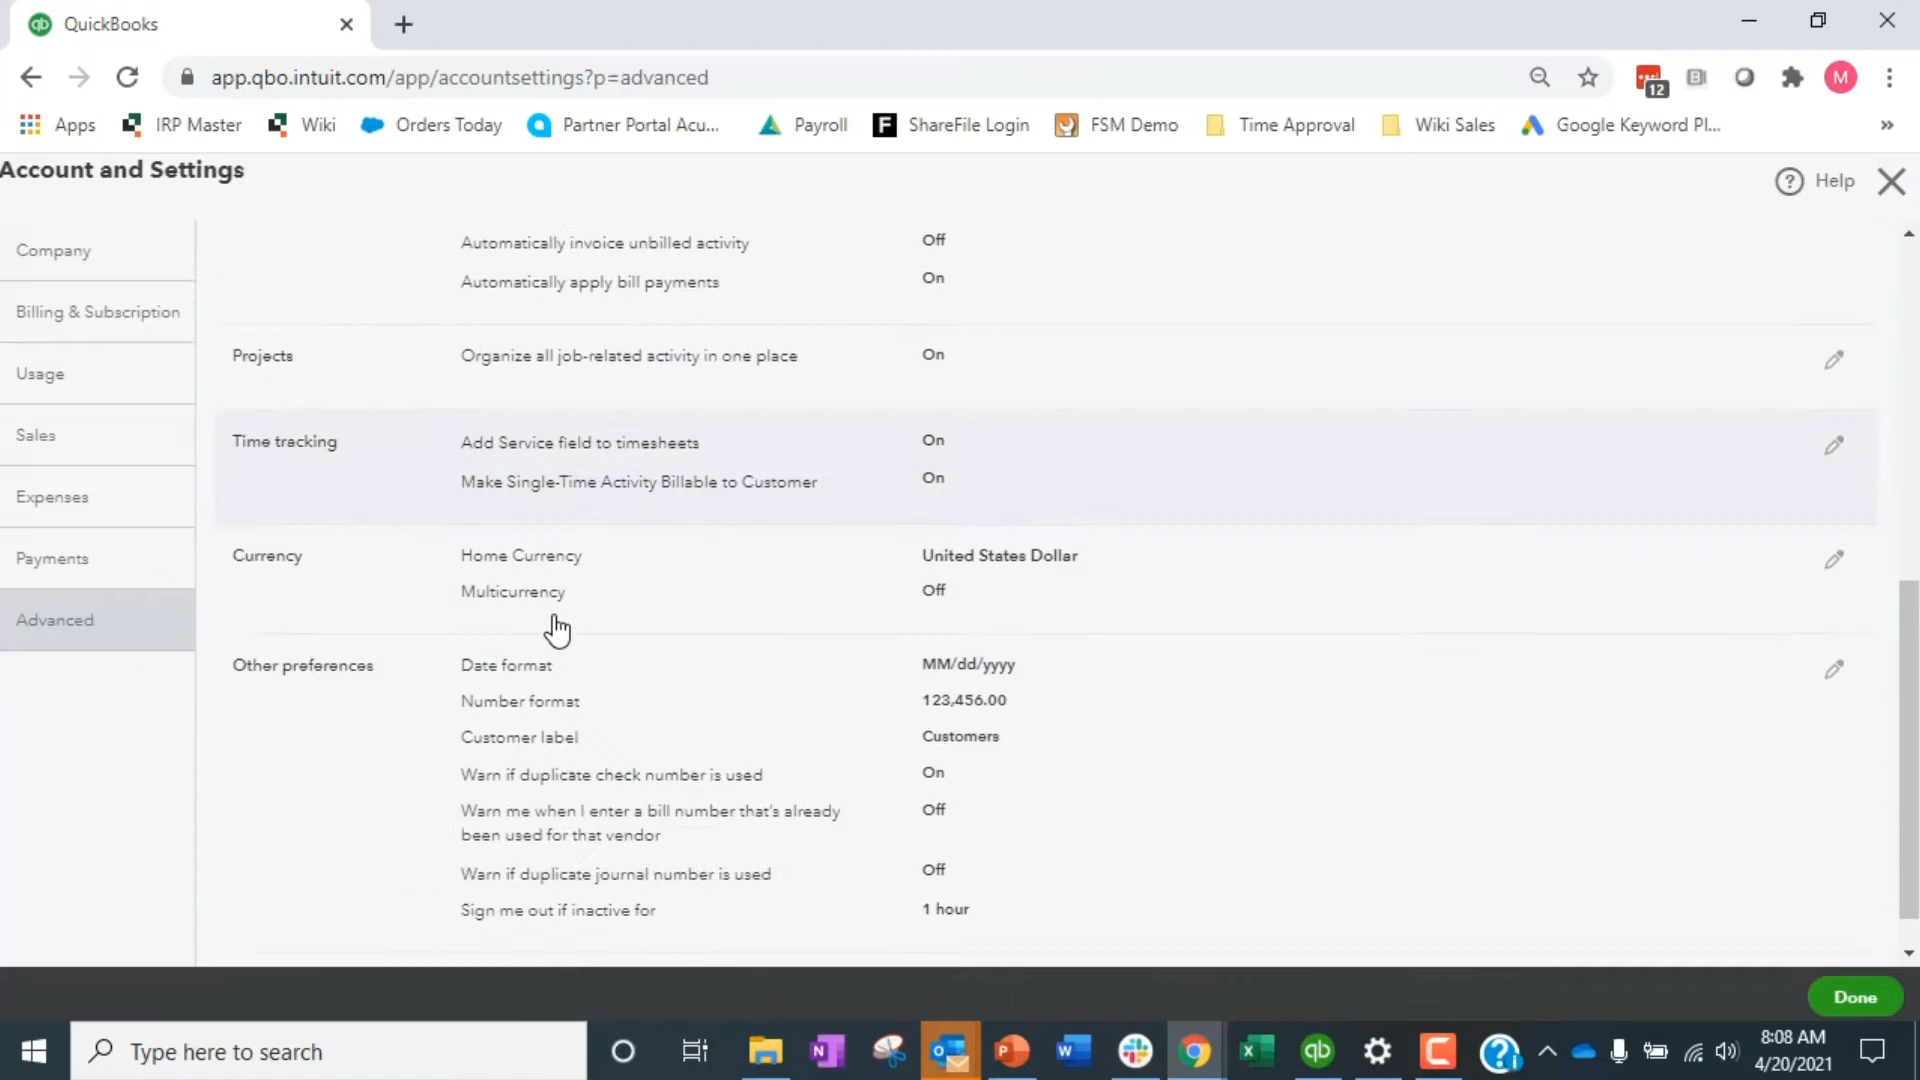 QuickBooks
app.qbo.intuit.com/app/accountsettings?p=advanced
12
M
Apps IRP Master Wiki Orders Today Partner Portal Acu... Payroll F ShareFile Login FSM Demo Time Approval Wiki Sales Google Keyword Pl... »
Account and Settings
? Help
Company
Billing & Subscription
Usage
Sales
Expenses
Payments
Advanced
Automatically invoice unbilled activity Off
Automatically apply bill payments On
Projects Organize all job-related activity in one place On
Time tracking Add Service field to timesheets On
Make Single-Time Activity Billable to Customer On
Currency Home Currency United States Dollar
Multicurrency Off
Other preferences Date format MM/dd/yyyy
Number format 123,456.00
Customer label Customers
Warn if duplicate check number is used On
Warn me when I enter a bill number that's already Off
been used for that vendor
Warn if duplicate journal number is used Off
Sign me out if inactive for 1 hour
Done
Type here to search
8:08 AM
4/20/2021